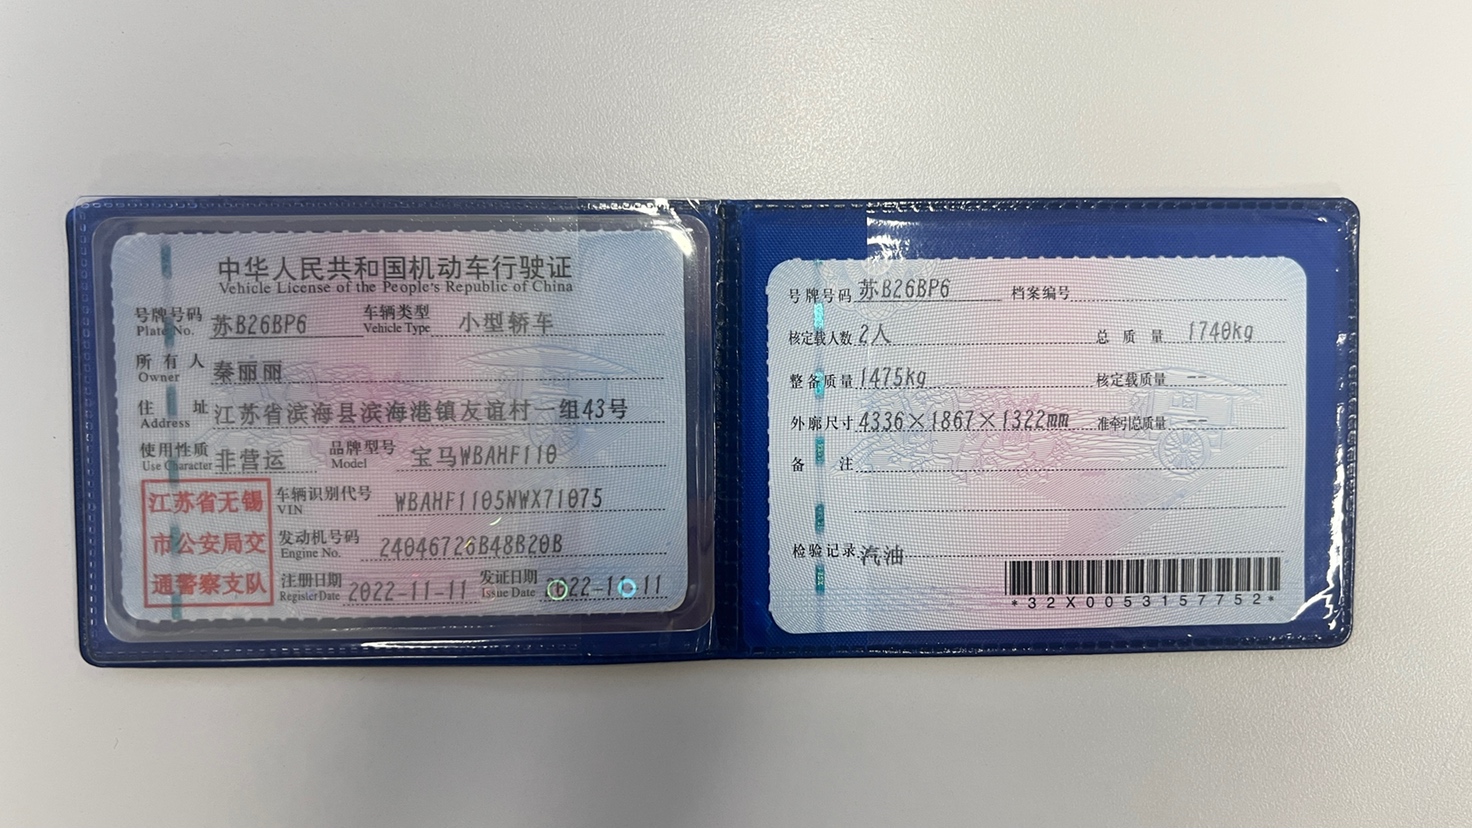 中华人民共和国机动车行驶证
Vehicle License of the People's Republic of China
号牌号码 苏B26BP6 车辆类型 小型轿车
Plate No. Vehicle Type
所有人 秦丽丽
Owner
住址 江苏省滨海县滨海港镇友谊村一组43号
Address
使用性质 非营运 品牌型号 宝马WBAHF110
Use Character Model
江苏省无锡
市公安局交
通警察支队
车辆识别代号 WBAHF1105NWX71075
VIN
发动机号码 24046726B48B20B
Engine No.
注册日期 2022-11-11 发证日期 2022-11-11
Register Date Issue Date
号牌号码 苏B26BP6 档案编号
核定载人数 2人 总质量 1740kg
整备质量 1475kg 核定载质量 --
外廓尺寸 4336×1867×1322mm 准牵引总质量 --
备注
检验记录 汽油
*32X0053157752*